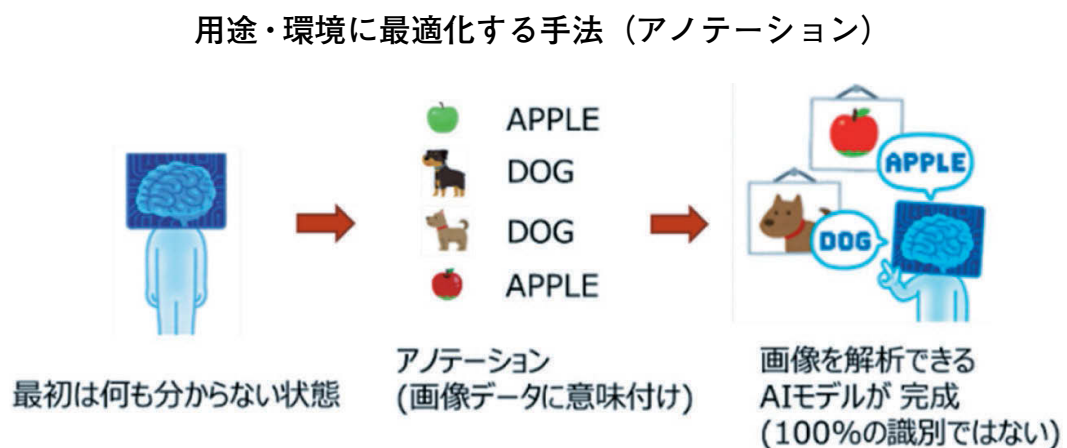 用途・環境に最適化する手法（アノテーション）
APPLE
DOG
DOG
APPLE
APPLE
DOG
最初は何も分からない状態
アノテーション
(画像データに意味付け)
画像を解析できる
AIモデルが 完成
(100%の識別ではない)